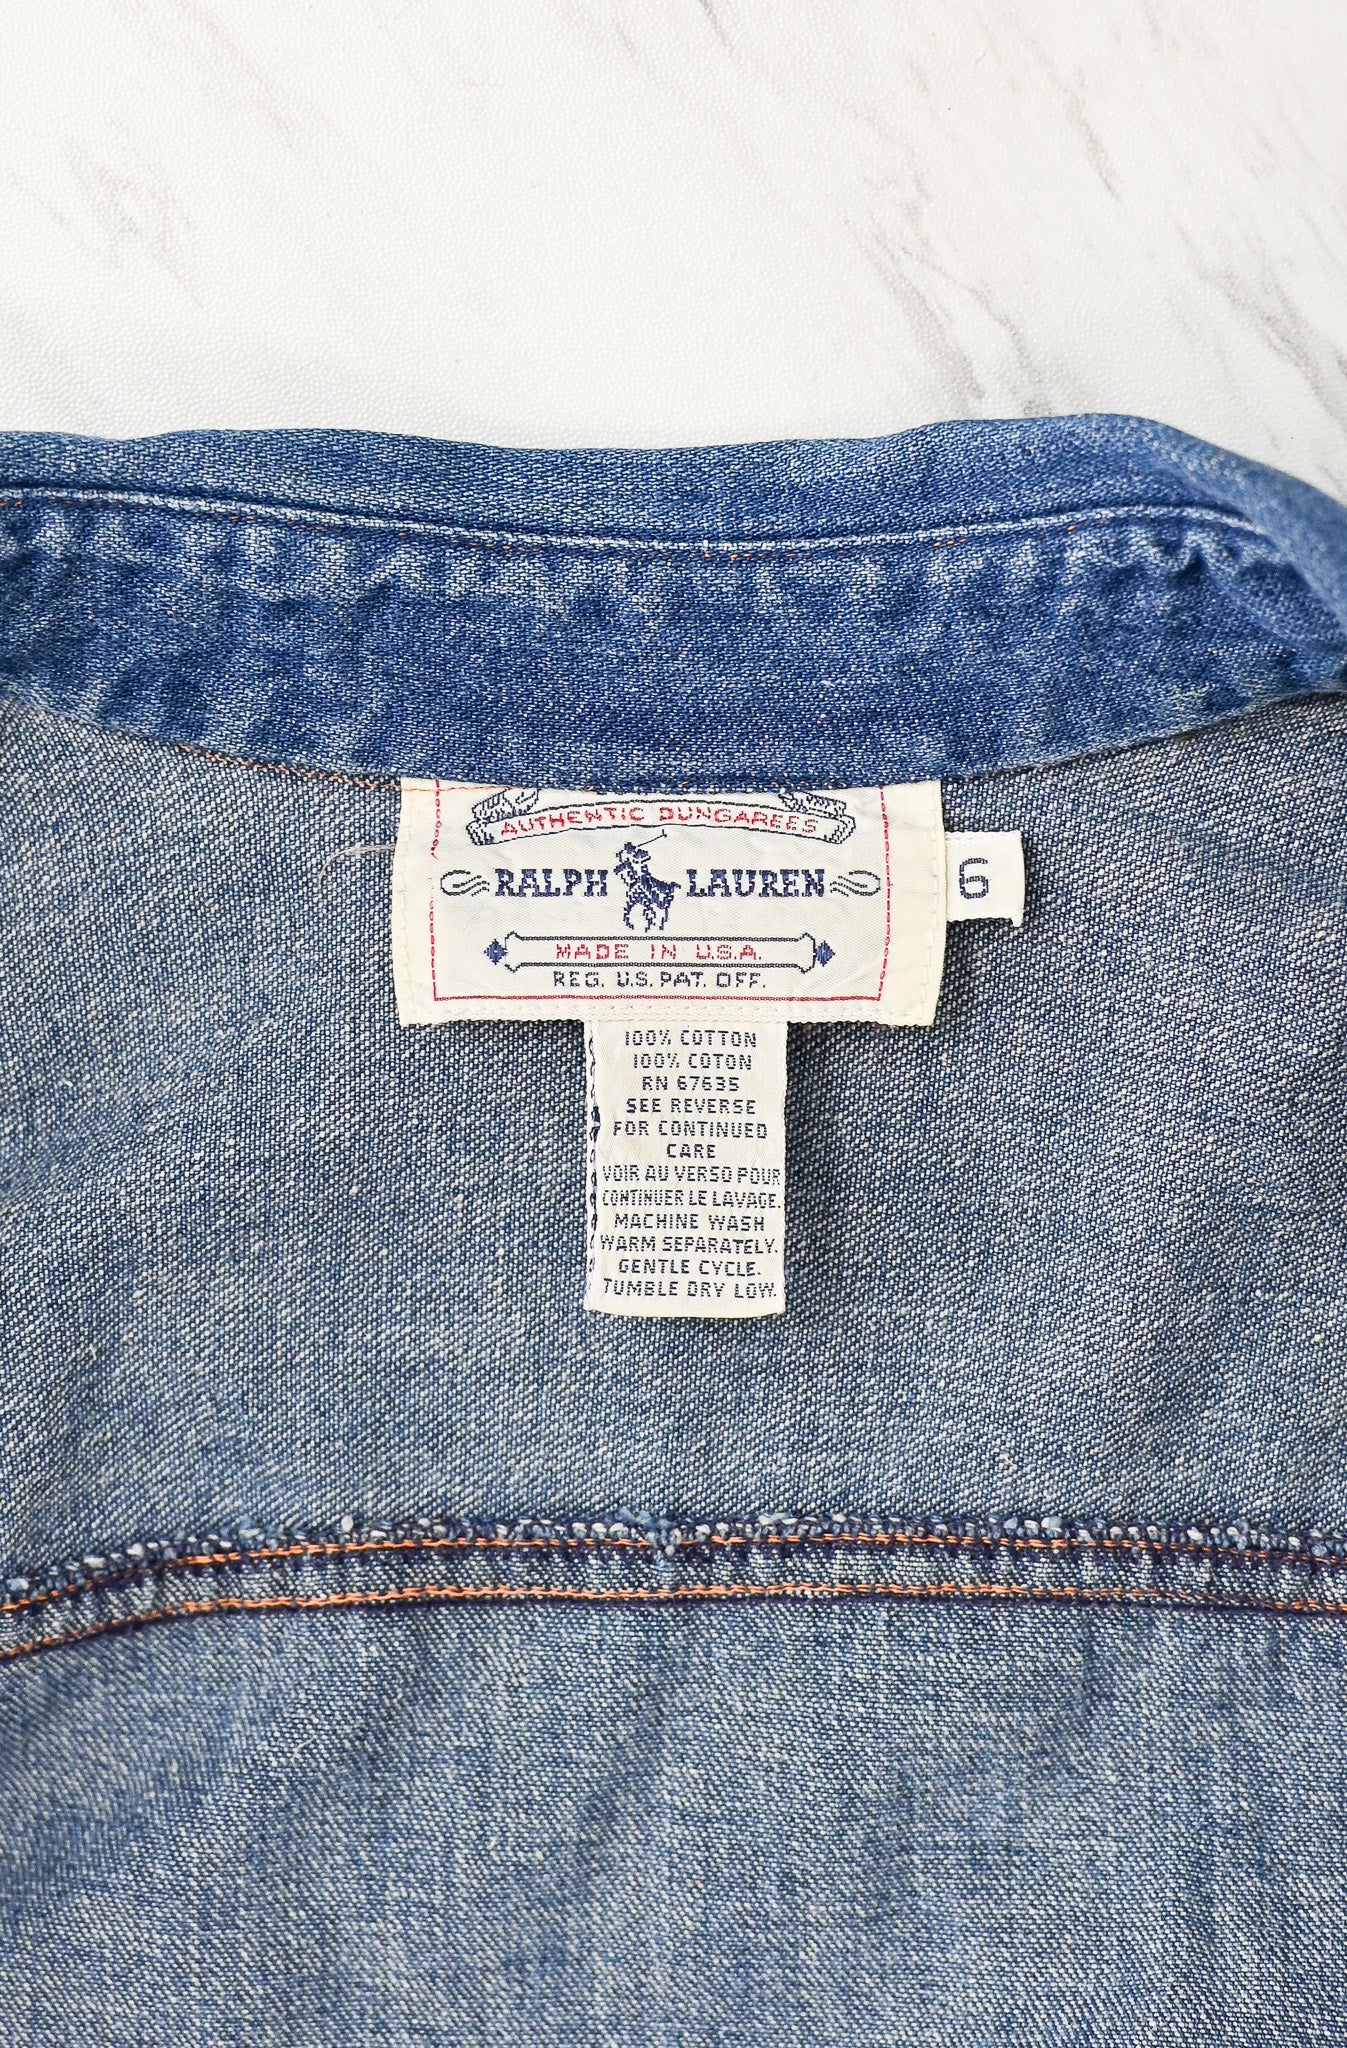 AUTHENTIC DUNGAREES
RALPH LAUREN
6
MADE IN U.S.A.
REG. U.S. PAT. OFF.
100% COTTON
100% COTON
RN 67635
SEE REVERSE
FOR CONTINUED
CARE
VOIR AU VERSO POUR
CONTINUER LE LAVAGE.
MACHINE WASH
WARM SEPARATELY.
GENTLE CYCLE.
TUMBLE DRY LOW.